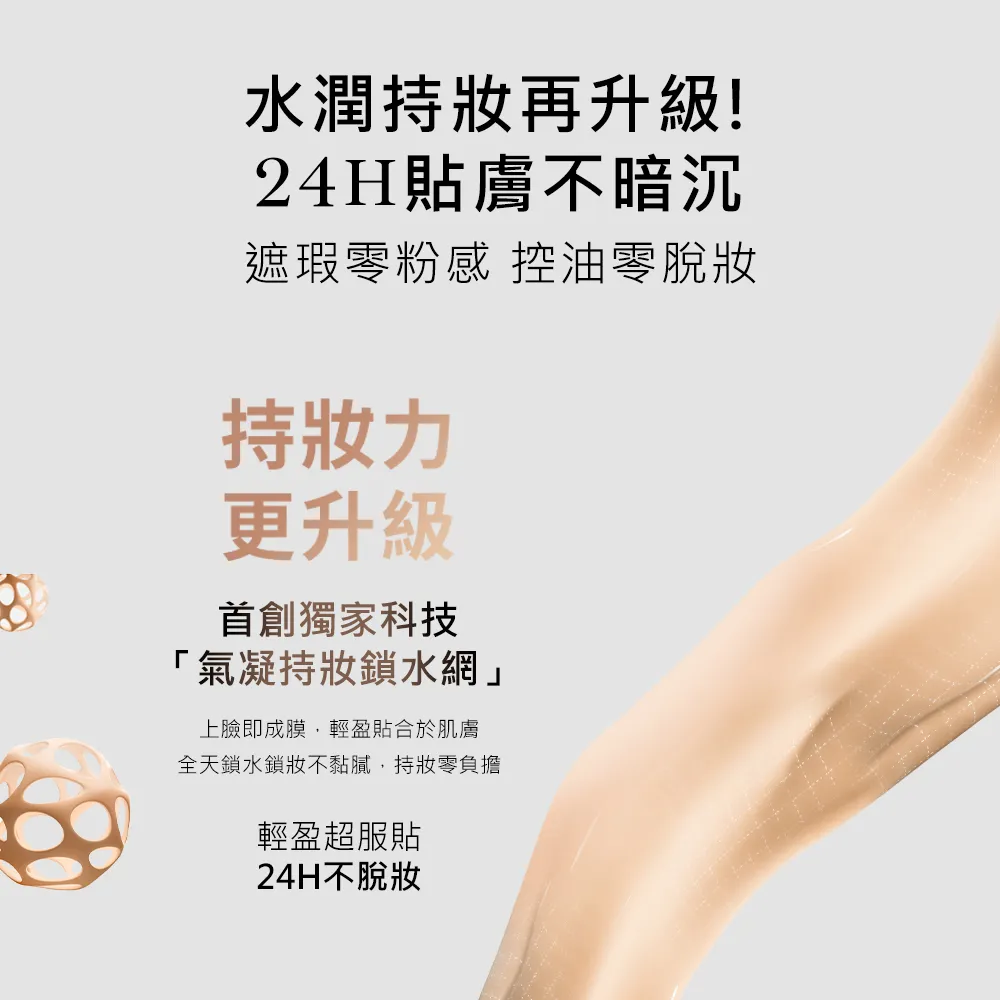 水潤持妝再升級!
24H貼膚不暗沉
遮瑕零粉感 控油零脫妝
持妝力
更升級
首創獨家科技
「氣凝持妝鎖水網」
上臉即成膜，輕盈貼合於肌膚
全天鎖水鎖妝不黏膩，持妝零負擔
輕盈超服貼
24H不脫妝